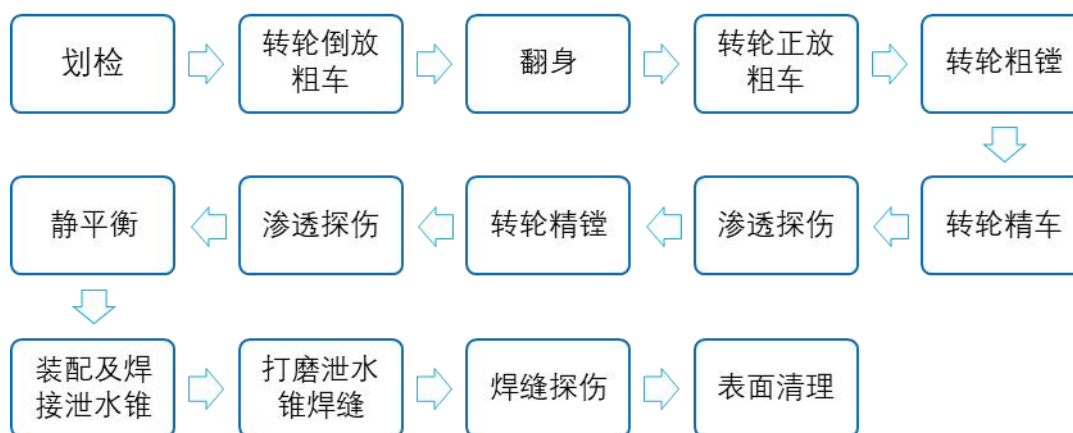 划检
转轮倒放
粗车
翻身
转轮正放
粗车
转轮粗镗
转轮精车
渗透探伤
转轮精镗
渗透探伤
静平衡
装配及焊
接泄水锥
打磨泄水
锥焊缝
焊缝探伤
表面清理